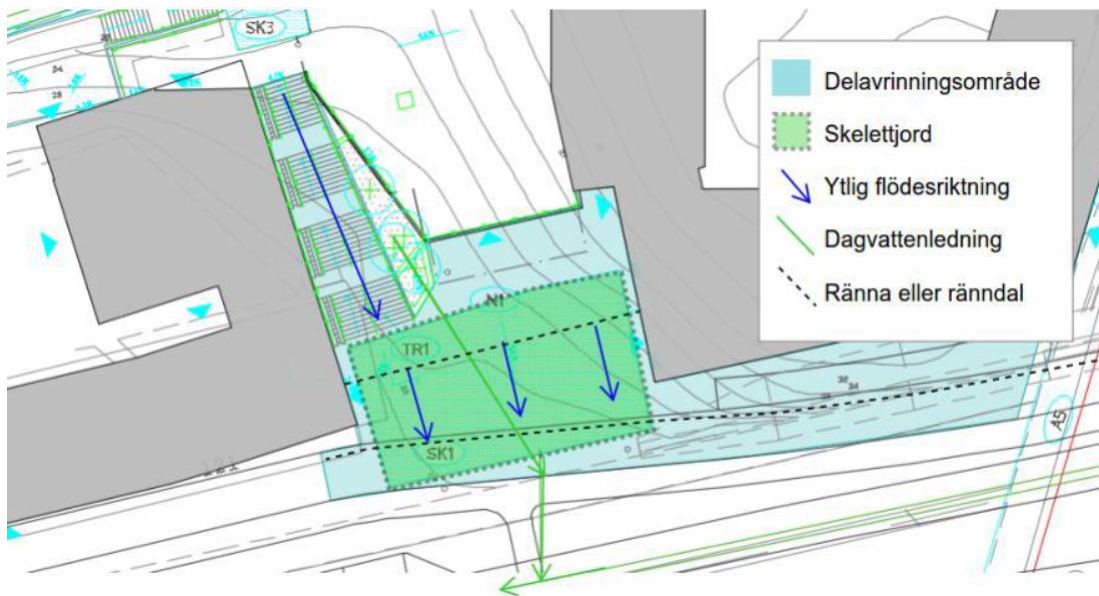 SK3
Delavrinningsområde
Skelettjord
Ytlig flödesriktning
Dagvattenledning
Ränna eller ränndal
N1
TR1
SK1
A5